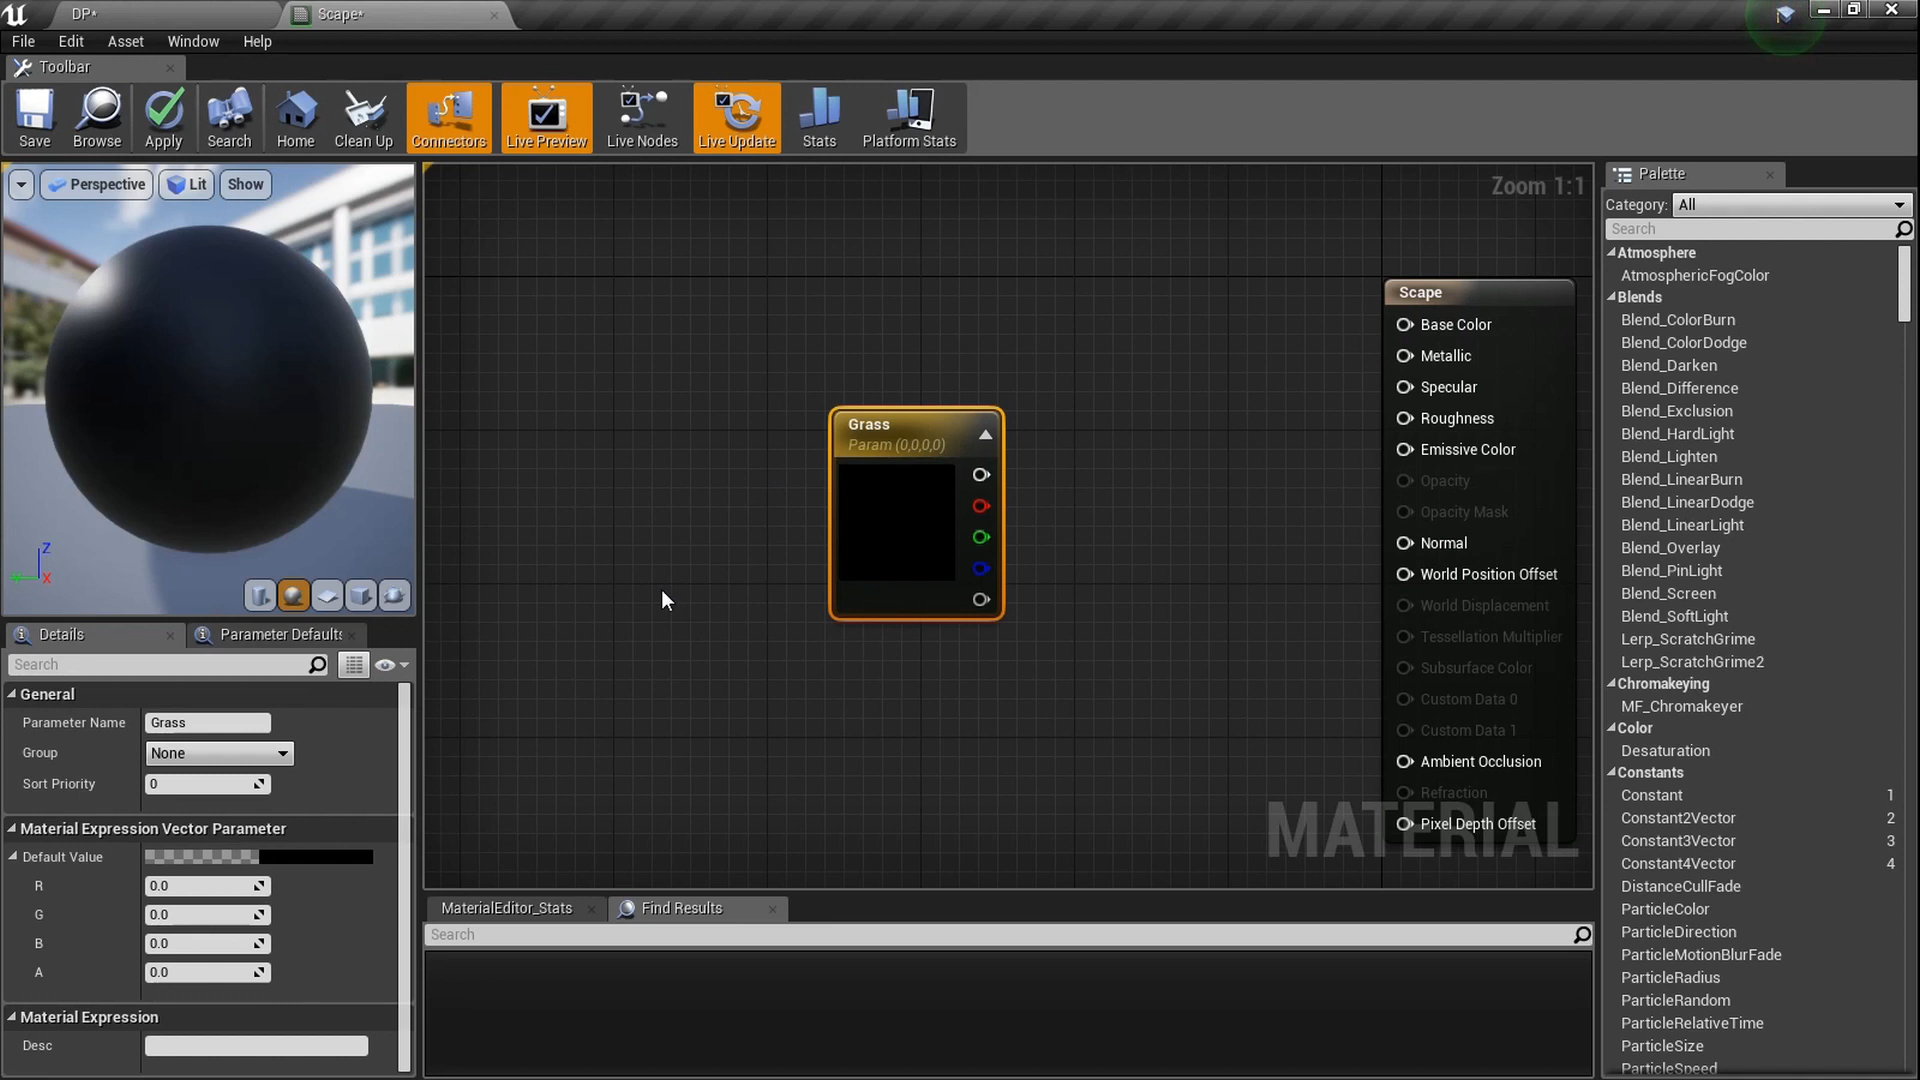 DP*
Scape*
File Edit Asset Window Help
Toolbar
Save Browse Apply Search Home Clean Up Connectors Live Preview Live Nodes Live Update Stats Platform Stats
Perspective Lit Show
Z
X
Zoom 1:1
Grass
Param (0,0,0,0)
Scape
Base Color
Metallic
Specular
Roughness
Emissive Color
Opacity
Opacity Mask
Normal
World Position Offset
World Displacement
Tessellation Multiplier
Subsurface Color
Custom Data 0
Custom Data 1
Ambient Occlusion
Refraction
Pixel Depth Offset
MATERIAL
Details
Parameter Defaults
Search
General
Parameter Name Grass
Group None
Sort Priority 0
Material Expression Vector Parameter
Default Value
R 0.0
G 0.0
B 0.0
A 0.0
Material Expression
Desc
MaterialEditor_Stats
Find Results
Search
Palette
Category: All
Search
Atmosphere
AtmosphericFogColor
Blends
Blend_ColorBurn
Blend_ColorDodge
Blend_Darken
Blend_Difference
Blend_Exclusion
Blend_HardLight
Blend_Lighten
Blend_LinearBurn
Blend_LinearDodge
Blend_LinearLight
Blend_Overlay
Blend_PinLight
Blend_Screen
Blend_SoftLight
Lerp_ScratchGrime
Lerp_ScratchGrime2
Chromakeying
MF_Chromakeyer
Color
Desaturation
Constants
Constant 1
Constant2Vector 2
Constant3Vector 3
Constant4Vector 4
DistanceCullFade
ParticleColor
ParticleDirection
ParticleMotionBlurFade
ParticleRadius
ParticleRandom
ParticleRelativeTime
ParticleSize
ParticleSpeed